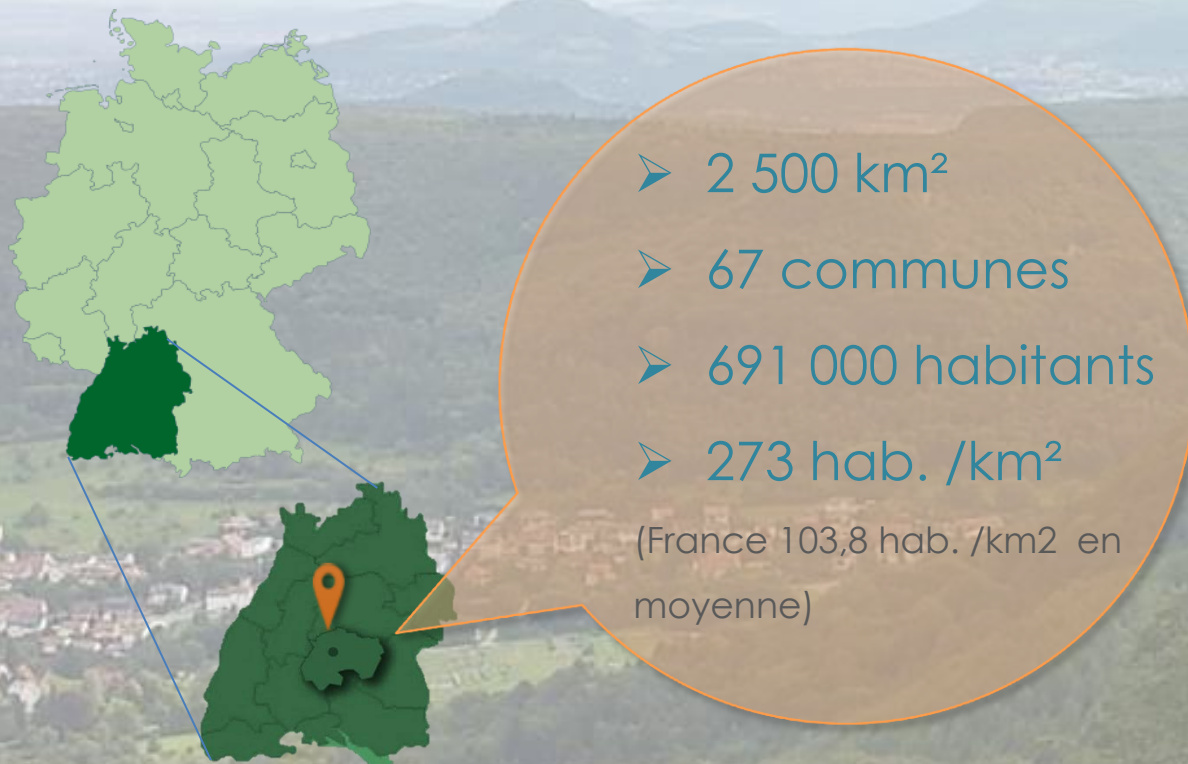 ➢ 2 500 km²
➢ 67 communes
➢ 691 000 habitants
➢ 273 hab. /km²
(France 103,8 hab. /km2 en
moyenne)